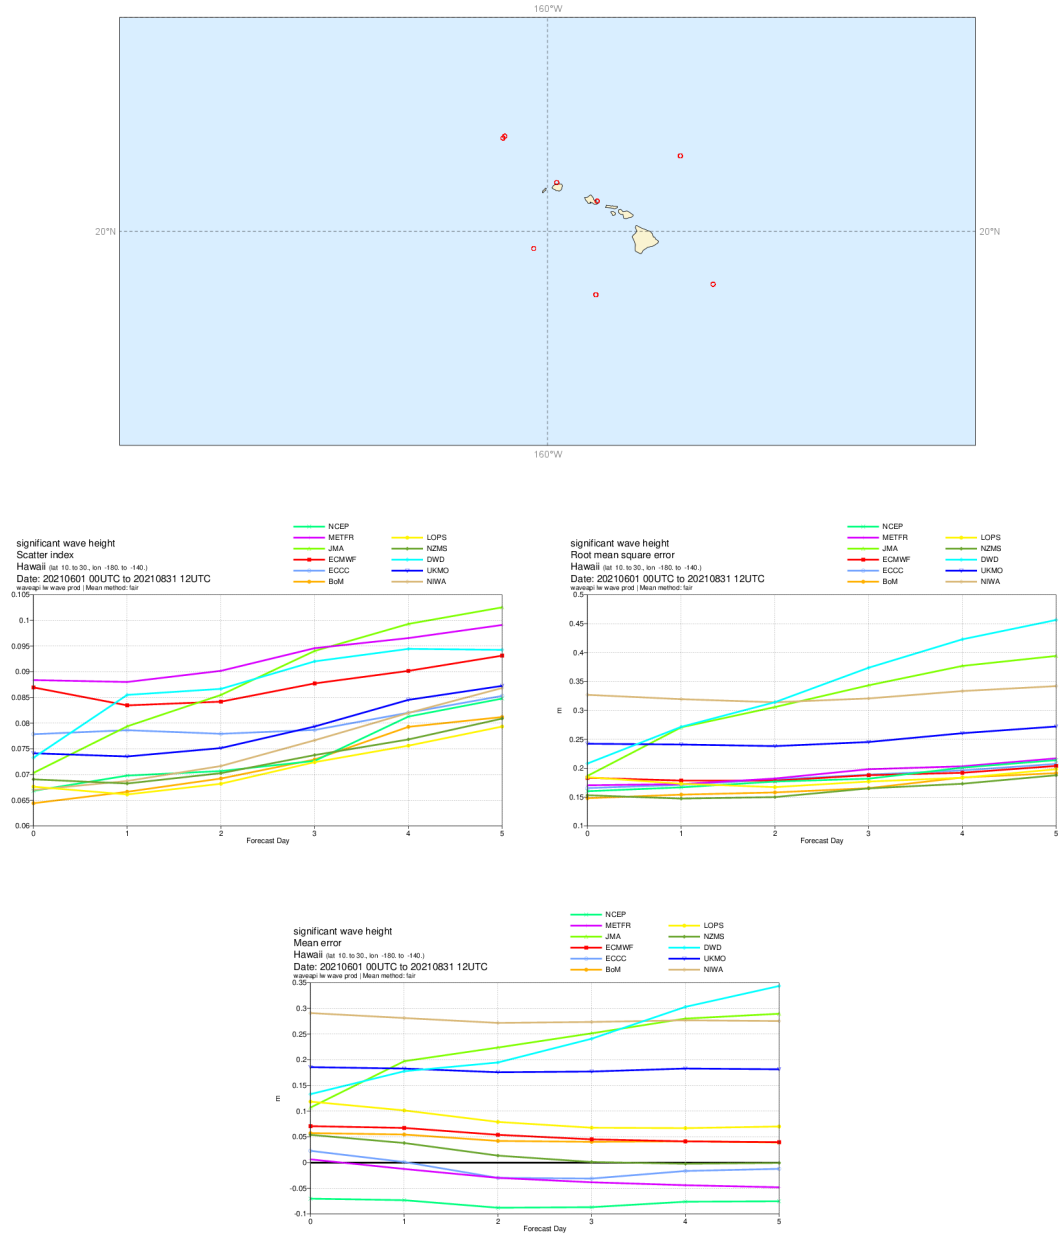 160°W
20°N
20°N
160°W
NCEP
METFR
JMA
ECMWF
ECCC
BoM
LOPS
NZMS
DWD
UKMO
NIWA
significant wave height
Scatter index
Hawaii (lat 10. to 30., lon -180. to -140.)
Date: 20210601 00UTC to 20210831 12UTC
waveapi lw wave prod | Mean method: fair
0.105
0.1
0.095
0.09
0.085
0.08
0.075
0.07
0.065
0.06
0 1 2 3 4 5
Forecast Day
NCEP
METFR
JMA
ECMWF
ECCC
BoM
LOPS
NZMS
DWD
UKMO
NIWA
significant wave height
Root mean square error
Hawaii (lat 10. to 30., lon -180. to -140.)
Date: 20210601 00UTC to 20210831 12UTC
waveapi lw wave prod | Mean method: fair
0.5
0.45
0.4
0.35
0.3
0.25
0.2
0.15
0.1
m
0 1 2 3 4 5
Forecast Day
NCEP
METFR
JMA
ECMWF
ECCC
BoM
LOPS
NZMS
DWD
UKMO
NIWA
significant wave height
Mean error
Hawaii (lat 10. to 30., lon -180. to -140.)
Date: 20210601 00UTC to 20210831 12UTC
waveapi lw wave prod | Mean method: fair
0.35
0.3
0.25
0.2
0.15
0.1
0.05
0
-0.05
-0.1
m
0 1 2 3 4 5
Forecast Day